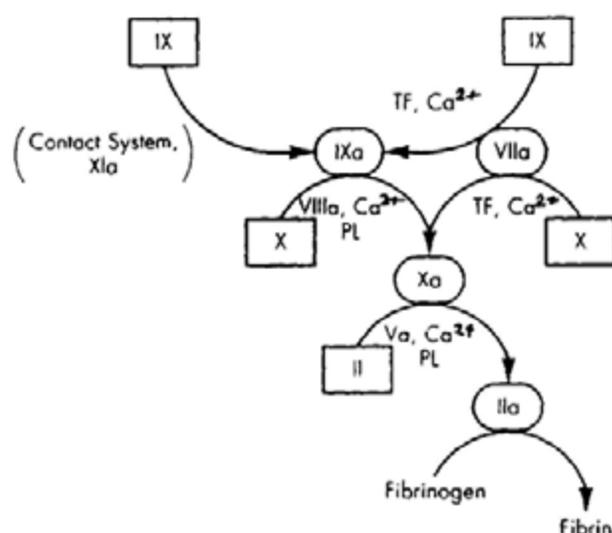 IX
IX
TF, Ca2+
(Contact System,
XIa)
IXa
VIIa
VIIIa, Ca2+
PL
TF, Ca2+
X
X
Xa
Va, Ca2+
PL
II
IIa
Fibrinogen
Fibrin